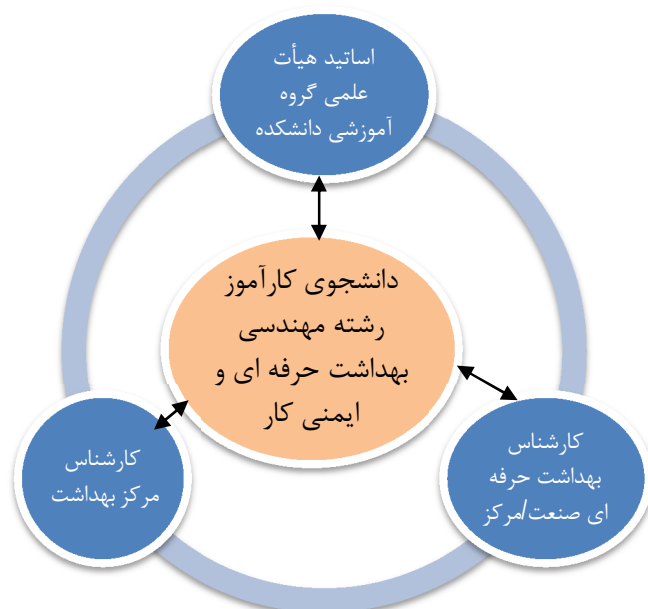 اساتید هیأت
علمی گروه
آموزشی دانشکده
دانشجوی کارآموز
رشته مهندسی
بهداشت حرفه ای و
ایمنی کار
کارشناس
بهداشت حرفه
ای صنعت/مرکز
کارشناس
مرکز بهداشت